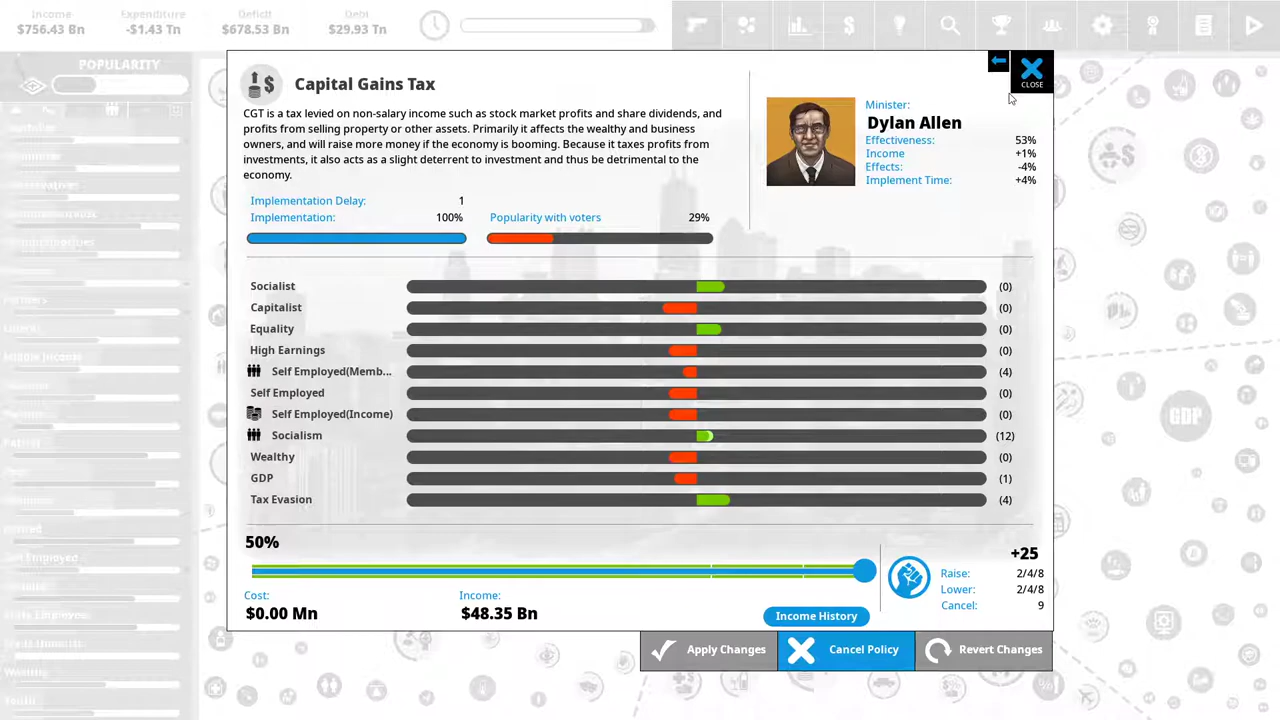 Income
Expenditure
Deficit
Debt
$756.43 Bn
-$1.43 Tn
$678.53 Bn
$29.93 Tn
POPULARITY
CLOSE
Capital Gains Tax
CGT is a tax levied on non-salary income such as stock market profits and share dividends, and
profits from selling property or other assets. Primarily it affects the wealthy and business
owners, and will raise more money if the economy is booming. Because it taxes profits from
investments, it also acts as a slight deterrent to investment and thus be detrimental to the
economy.
Minister:
Dylan Allen
Effectiveness: 53%
Income +1%
Effects: -4%
Implement Time: +4%
Implementation Delay: 1
Implementation: 100%
Popularity with voters 29%
Socialist (0)
Capitalist (0)
Equality (0)
High Earnings (0)
Self Employed(Memb... (4)
Self Employed (0)
Self Employed(Income) (0)
Socialism (12)
Wealthy (0)
GDP (1)
Tax Evasion (4)
50%
+25
Raise: 2/4/8
Lower: 2/4/8
Cancel: 9
Cost:
$0.00 Mn
Income:
$48.35 Bn
Income History
Apply Changes
Cancel Policy
Revert Changes
GDP
Middle Income
Self Employed
Wealthy
Youth